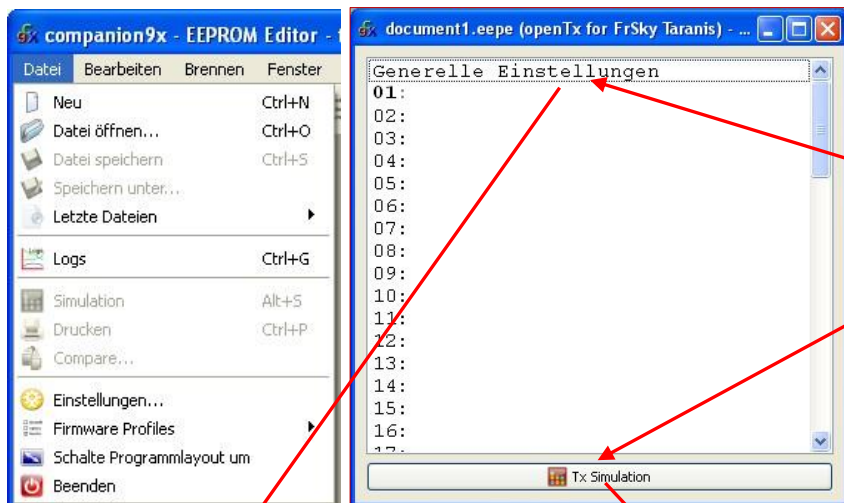 companion9x - EEPROM Editor -
Datei Bearbeiten Brennen Fenster
Neu Ctrl+N
Datei öffnen... Ctrl+O
Datei speichern Ctrl+S
Speichern unter...
Letzte Dateien
Logs Ctrl+G
Simulation Alt+S
Drucken Ctrl+P
Compare...
Einstellungen...
Firmware Profiles
Schalte Programmlayout um
Beenden
document1.eepe (openTx for FrSky Taranis) - ...
Generelle Einstellungen
01:
02:
03:
04:
05:
06:
07:
08:
09:
10:
11:
12:
13:
14:
15:
16:
Tx Simulation